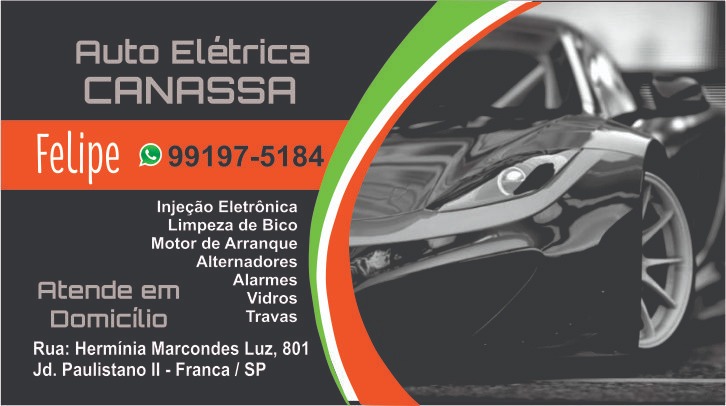 Auto Elétrica
CANASSA
Felipe 99197-5184
Injeção Eletrônica
Limpeza de Bico
Motor de Arranque
Alternadores
Alarmes
Vidros
Travas
Atende em
Domicílio
Rua: Hermínia Marcondes Luz, 801
Jd. Paulistano II - Franca / SP